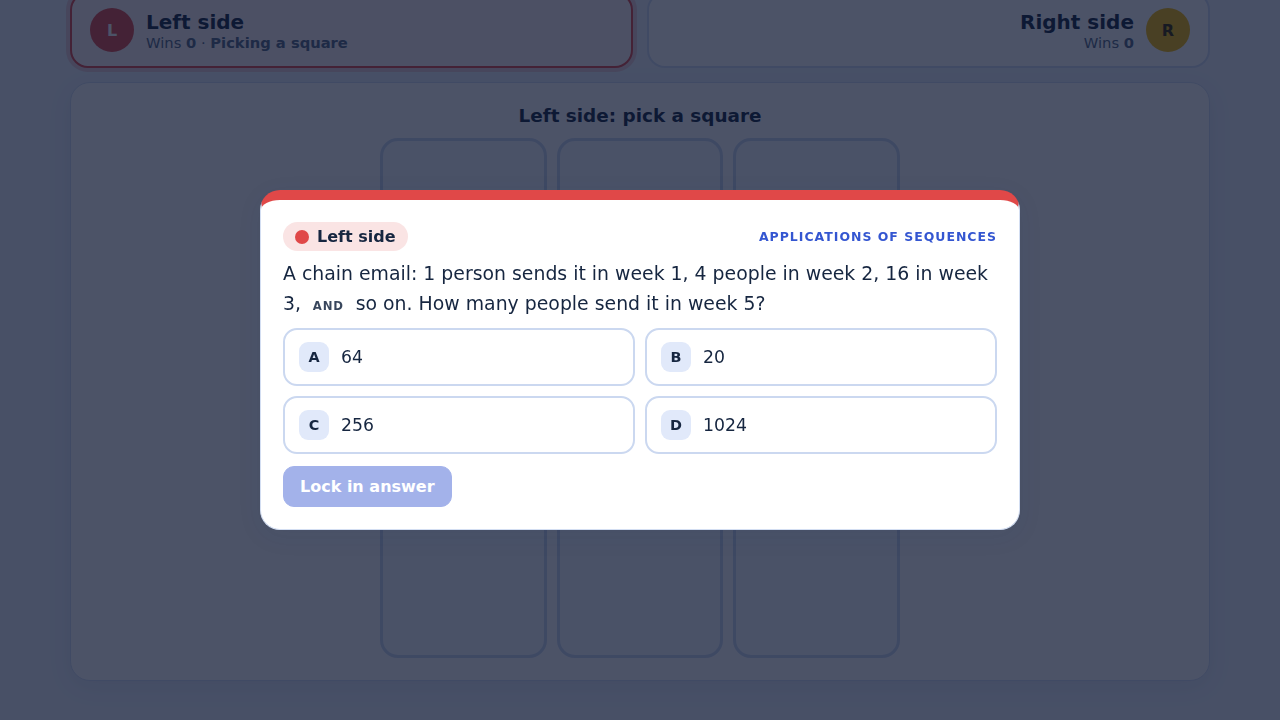 L
Left side
Wins 0 · Picking a square
Right side
Wins 0
R
Left side: pick a square
Left side
APPLICATIONS OF SEQUENCES
A chain email: 1 person sends it in week 1, 4 people in week 2, 16 in week
3, AND so on. How many people send it in week 5?
A 64
B 20
C 256
D 1024
Lock in answer